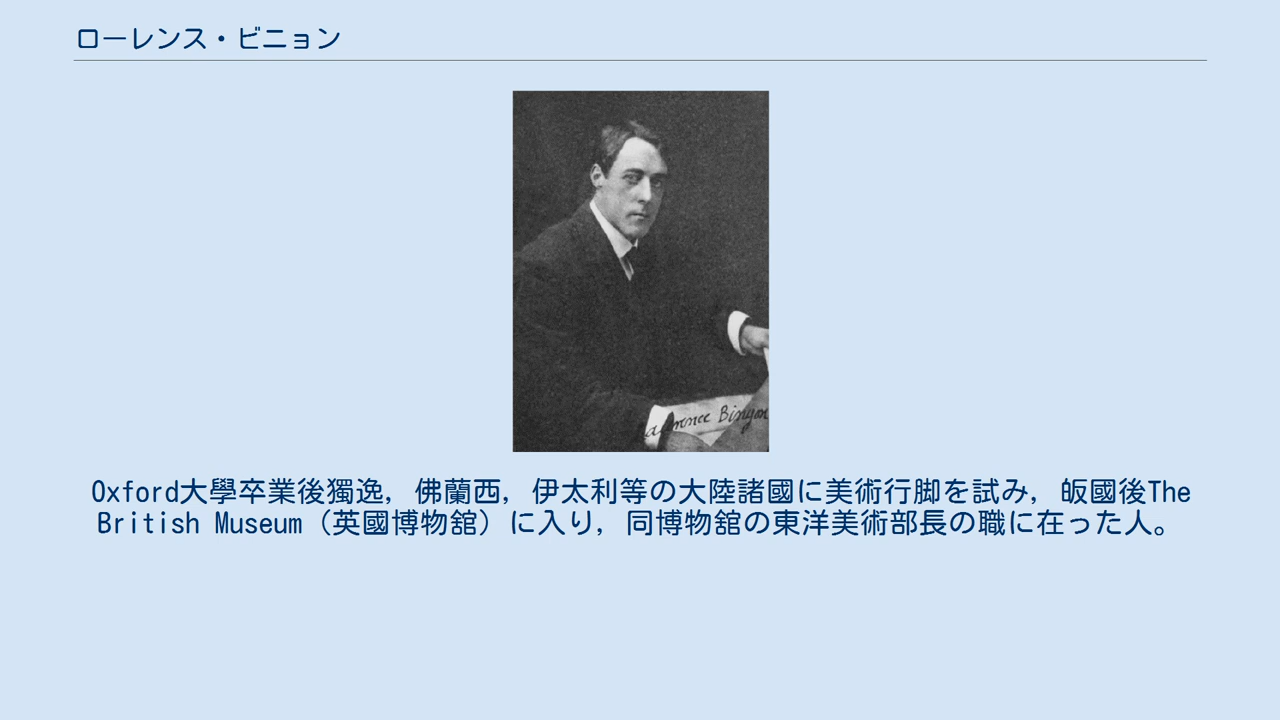 ローレンス・ビニョン
Laurence Binyon
Oxford大學卒業後獨逸，佛蘭西，伊太利等の大陸諸國に美術行脚を試み，皈國後The
British Museum（英國博物舘）に入り，同博物舘の東洋美術部長の職に在った人。